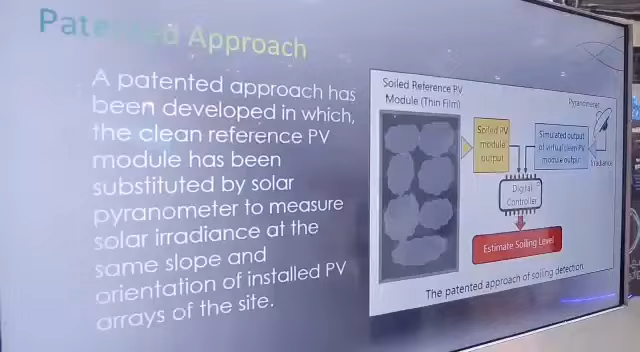 Patented Approach
A patented approach has
been developed in which,
the clean reference PV
module has been
substituted by solar
pyranometer to measure
solar irradiance at the
same slope and
orientation of installed PV
arrays of the site.
Soiled Reference PV
Module (Thin Film)
Pyranometer
Soiled PV
module
output
Simulated output
of virtual clean PV
module output
Irradiance
Digital
Controller
Estimate Soiling Level
The patented approach of soiling detection